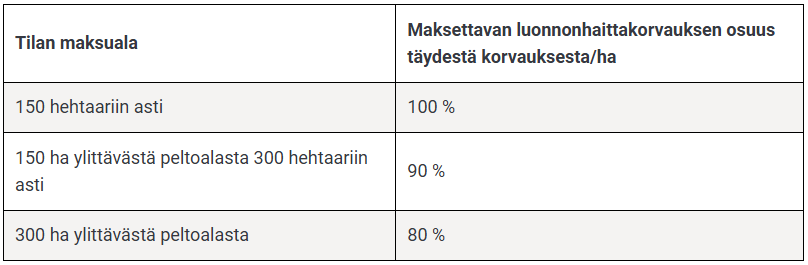 Tilan maksuala
Maksettavan luonnonhaittakorvauksen osuus
täydestä korvauksesta/ha
150 hehtaariin asti
100 %
150 ha ylittävästä peltoalasta 300 hehtaariin
asti
90 %
300 ha ylittävästä peltoalasta
80 %